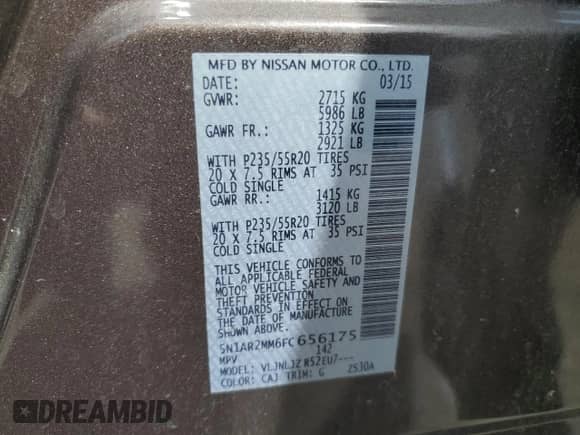 MFD BY NISSAN MOTOR CO., LTD.
DATE: 03/15
GVWR: 2715 KG
5986 LB
GAWR FR.: 1325 KG
2921 LB
WITH P235/55R20 TIRES
20 X 7.5 RIMS AT 35 PSI
COLD SINGLE
GAWR RR.: 1415 KG
3120 LB
WITH P235/55R20 TIRES
20 X 7.5 RIMS AT 35 PSI
COLD SINGLE
THIS VEHICLE CONFORMS TO
ALL APPLICABLE FEDERAL
MOTOR VEHICLE SAFETY AND
THEFT PREVENTION
STANDARDS IN EFFECT ON
THE DATE OF MANUFACTURE
SHOWN ABOVE.
5N1AR2MM6FC656175
MPV 142
MODEL: VLJNLJZ R52EU7---
COLOR: CAJ TRIM: G 2530A
DREAMBID